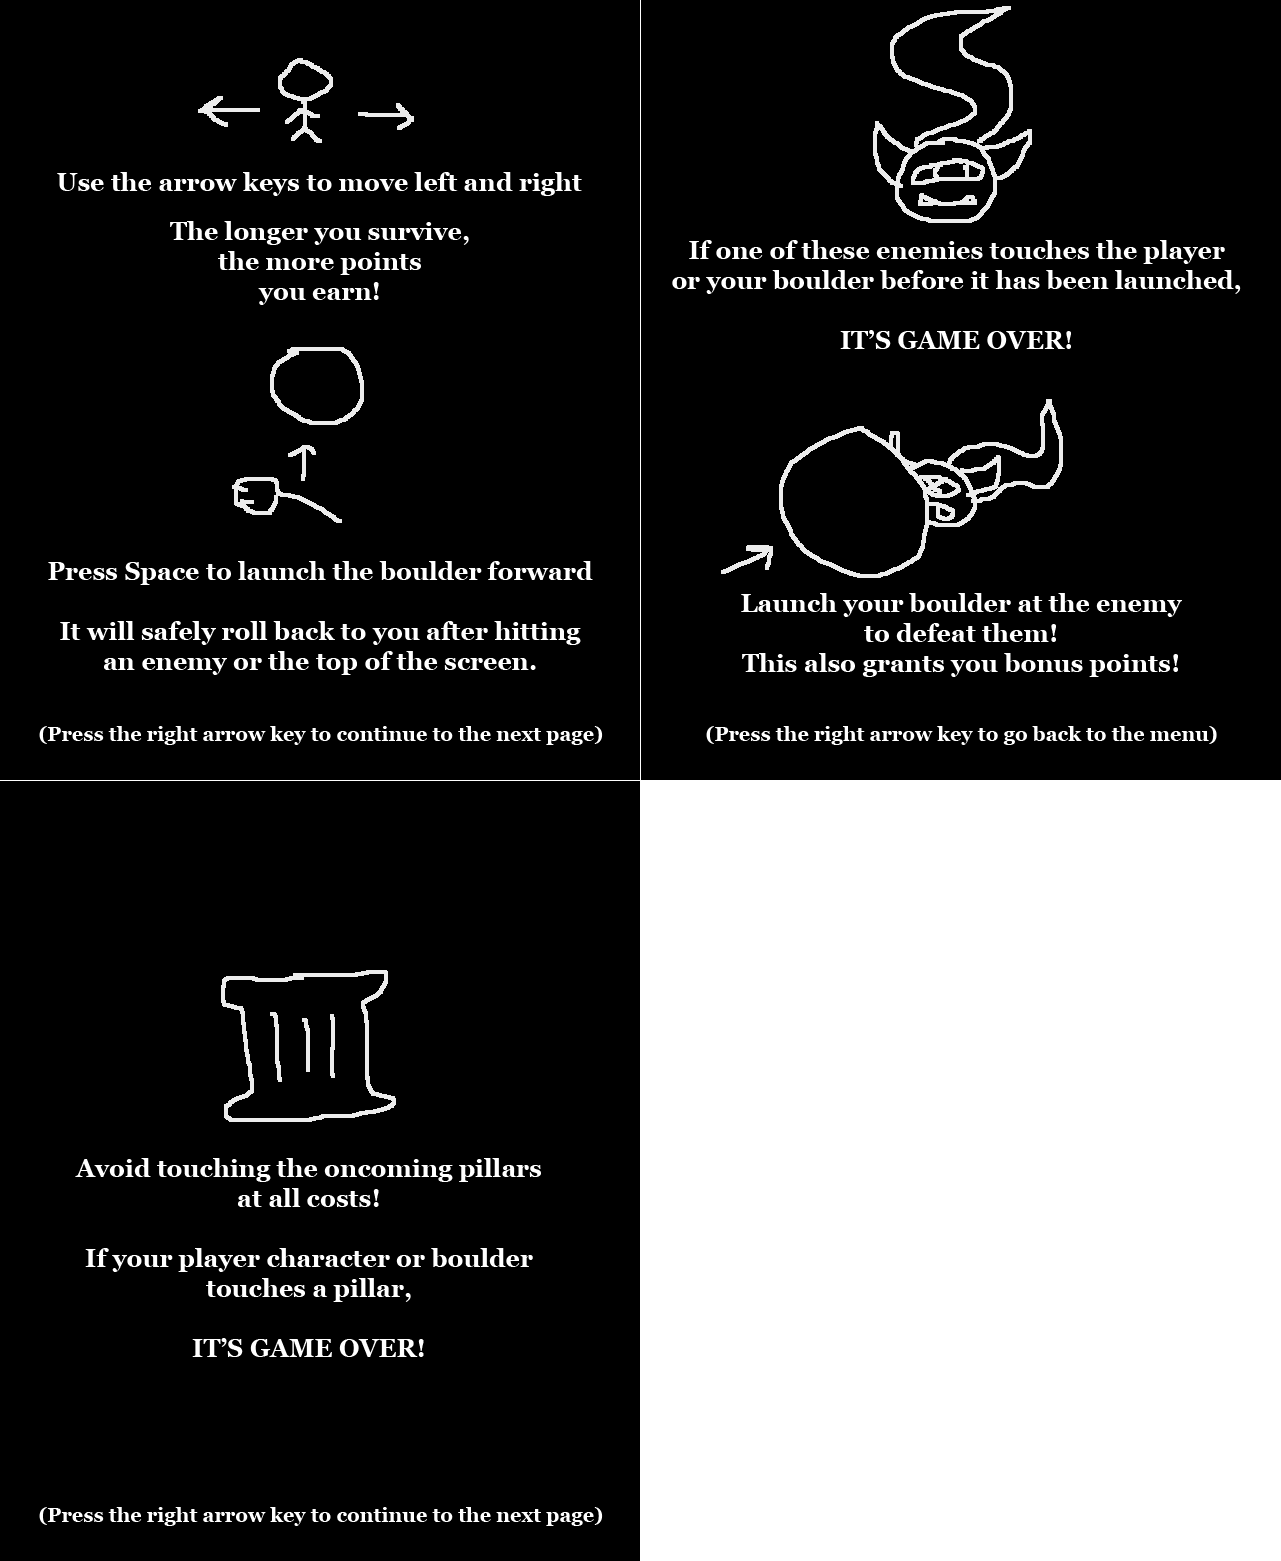 Use the arrow keys to move left and right
The longer you survive,
the more points
you earn!
Press Space to launch the boulder forward
It will safely roll back to you after hitting
an enemy or the top of the screen.
(Press the right arrow key to continue to the next page)
If one of these enemies touches the player
or your boulder before it has been launched,
IT’S GAME OVER!
Launch your boulder at the enemy
to defeat them!
This also grants you bonus points!
(Press the right arrow key to go back to the menu)
Avoid touching the oncoming pillars
at all costs!
If your player character or boulder
touches a pillar,
IT’S GAME OVER!
(Press the right arrow key to continue to the next page)